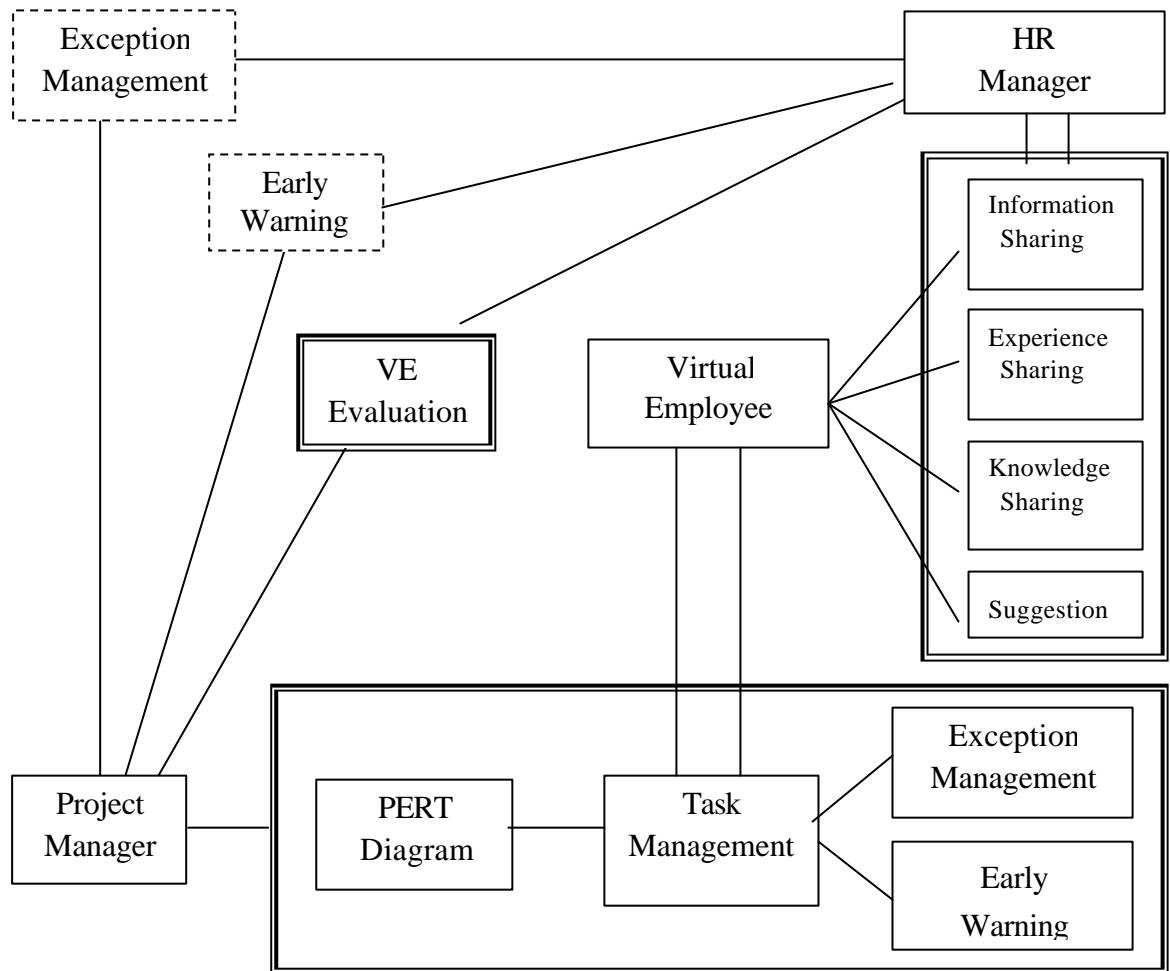 Exception
Management
HR
Manager
Early
Warning
Information
Sharing
VE
Evaluation
Virtual
Employee
Experience
Sharing
Knowledge
Sharing
Suggestion
Project
Manager
PERT
Diagram
Task
Management
Exception
Management
Early
Warning